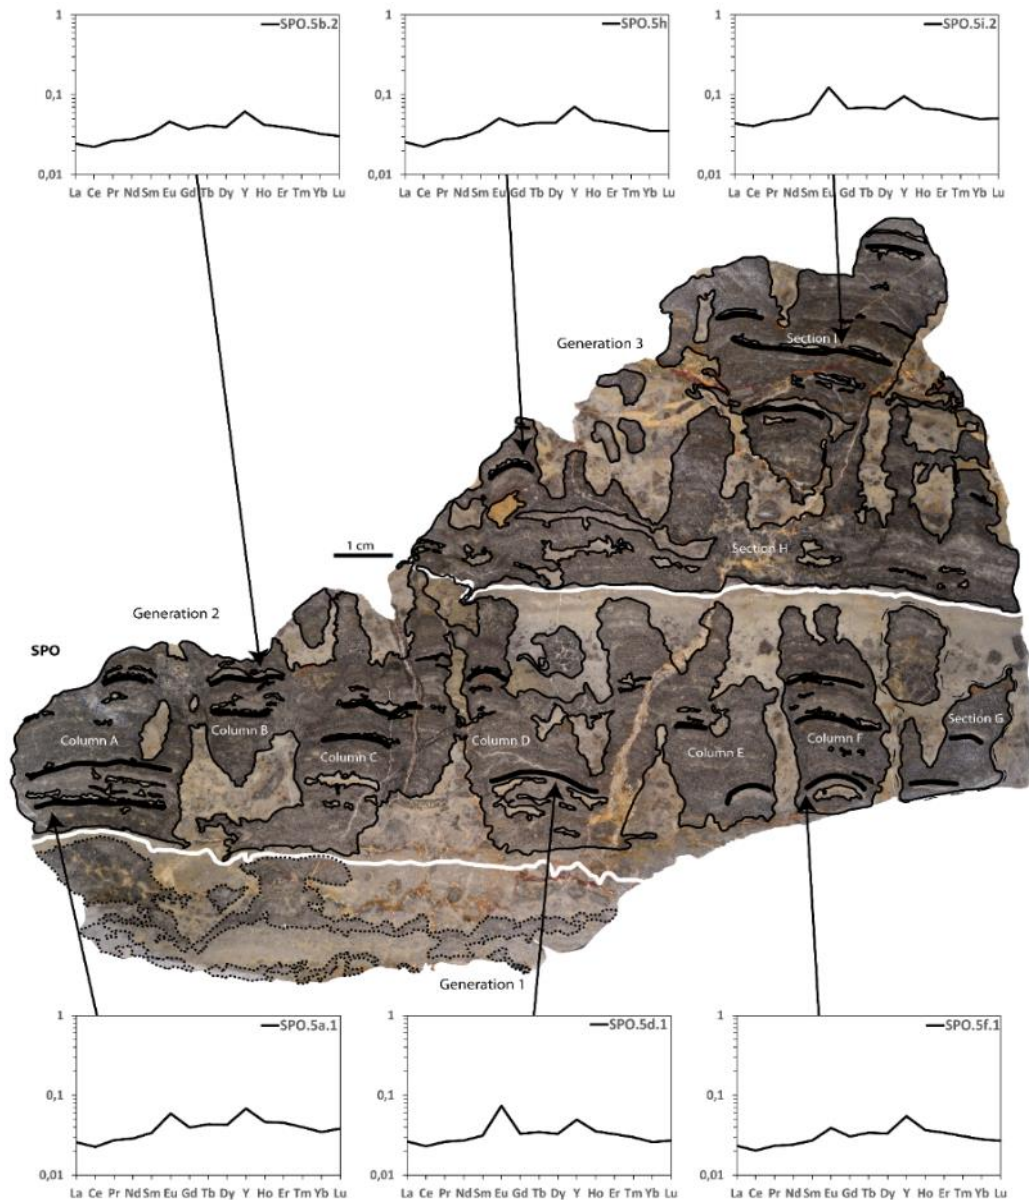 SPO.5b.2
1
0,1
0,01
La Ce Pr Nd Sm Eu Gd Tb Dy Y Ho Er Tm Yb Lu
SPO.5h
1
0,1
0,01
La Ce Pr Nd Sm Eu Gd Tb Dy Y Ho Er Tm Yb Lu
SPO.5i.2
1
0,1
0,01
La Ce Pr Nd Sm Eu Gd Tb Dy Y Ho Er Tm Yb Lu
Generation 3
Section I
1 cm
Section H
Generation 2
SPO
Column A
Column B
Column C
Column D
Column E
Column F
Section G
Generation 1
SPO.5a.1
1
0,1
0,01
La Ce Pr Nd Sm Eu Gd Tb Dy Y Ho Er Tm Yb Lu
SPO.5d.1
1
0,1
0,01
La Ce Pr Nd Sm Eu Gd Tb Dy Y Ho Er Tm Yb Lu
SPO.5f.1
1
0,1
0,01
La Ce Pr Nd Sm Eu Gd Tb Dy Y Ho Er Tm Yb Lu